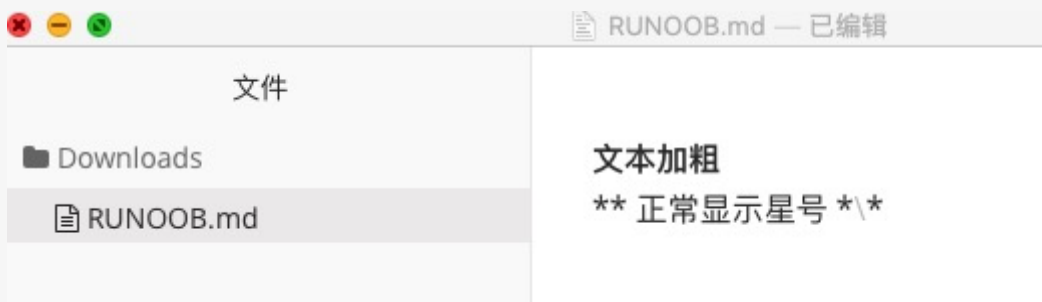 RUNOOB.md — 已编辑
文件
Downloads
RUNOOB.md
文本加粗
** 正常显示星号 *\*